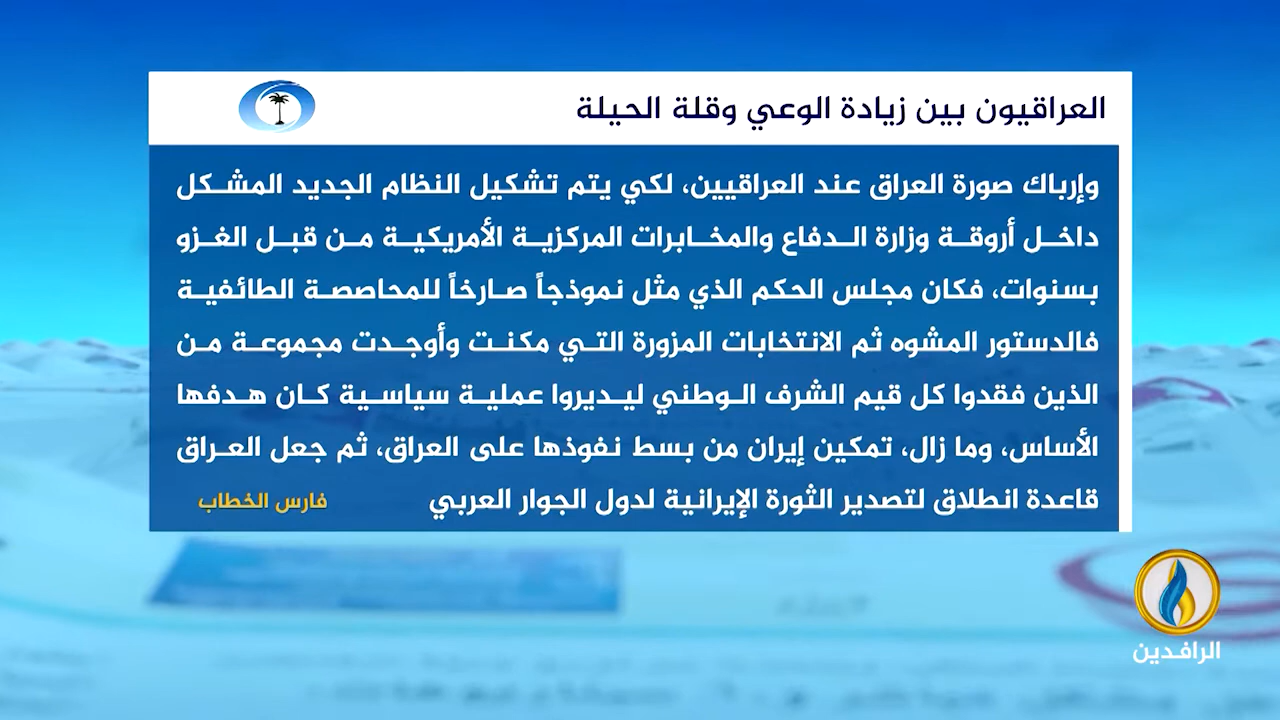 العراقيون بين زيادة الوعي وقلة الحيلة
وإرباك صورة العراق عند العراقيين، لكي يتم تشكيل النظام الجديد المشكل
داخل أروقة وزارة الدفاع والمخابرات المركزية الأمريكية من قبل الغزو
بسنوات، فكان مجلس الحكم الذي مثل نموذجاً صارخاً للمحاصصة الطائفية
فالدستور المشوه ثم الانتخابات المزورة التي مكنت وأوجدت مجموعة من
الذين فقدوا كل قيم الشرف الوطني ليديروا عملية سياسية كان هدفها
الأساس، وما زال، تمكين إيران من بسط نفوذها على العراق، ثم جعل العراق
قاعدة انطلاق لتصدير الثورة الإيرانية لدول الجوار العربي
فارس الخطاب
الرافدين